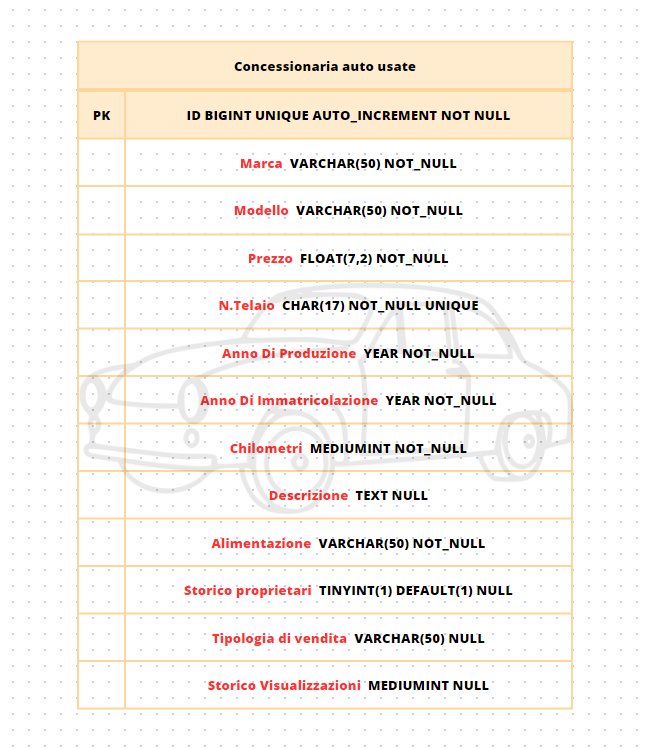 Concessionaria auto usate
PK ID BIGINT UNIQUE AUTO_INCREMENT NOT NULL
Marca VARCHAR(50) NOT_NULL
Modello VARCHAR(50) NOT_NULL
Prezzo FLOAT(7,2) NOT_NULL
N.Telaio CHAR(17) NOT_NULL UNIQUE
Anno Di Produzione YEAR NOT_NULL
Anno Di Immatricolazione YEAR NOT_NULL
Chilometri MEDIUMINT NOT_NULL
Descrizione TEXT NULL
Alimentazione VARCHAR(50) NOT_NULL
Storico proprietari TINYINT(1) DEFAULT(1) NULL
Tipologia di vendita VARCHAR(50) NULL
Storico Visualizzazioni MEDIUMINT NULL